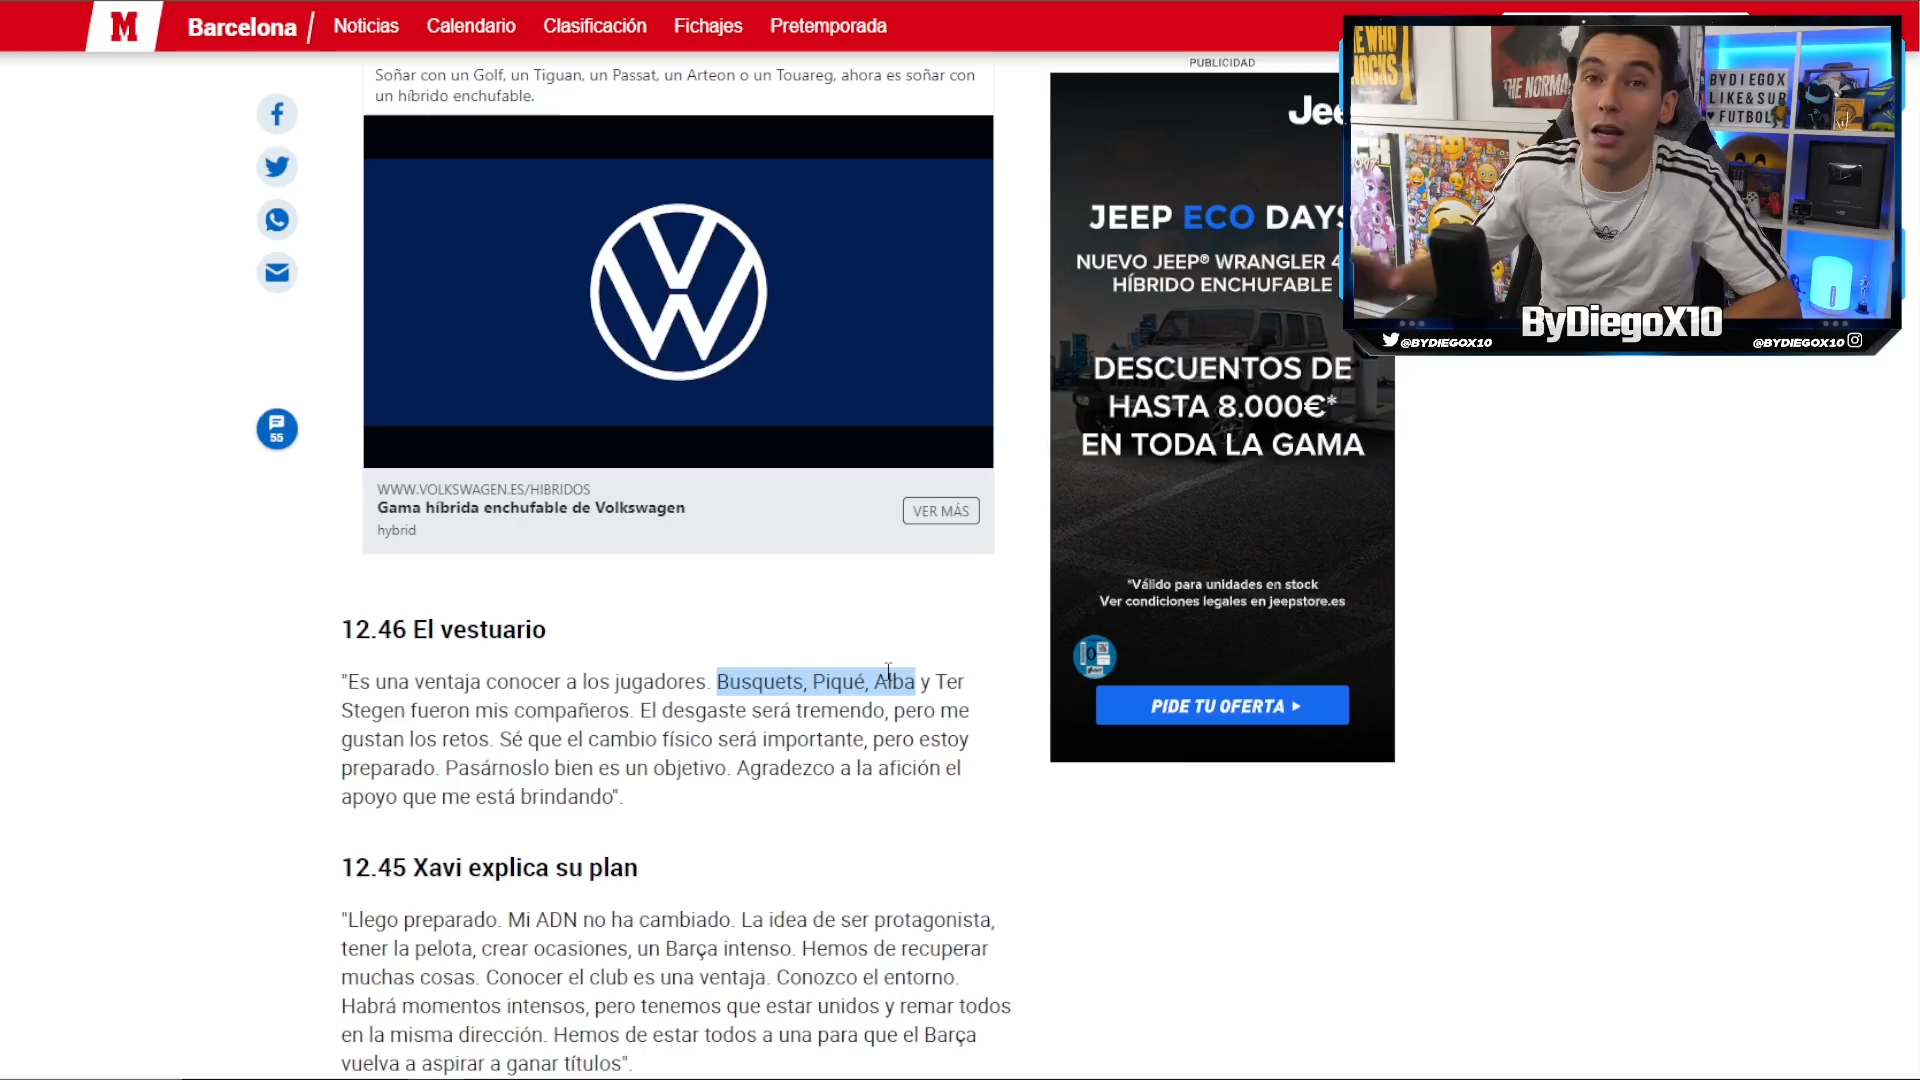 M
Barcelona / Noticias Calendario Clasificación Fichajes Pretemporada
Soñar con un Golf, un Tiguan, un Passat, un Arteon o un Touareg, ahora es soñar con
un híbrido enchufable.
55
WWW.VOLKSWAGEN.ES/HIBRIDOS
Gama híbrida enchufable de Volkswagen
hybrid
VER MÁS
12.46 El vestuario
"Es una ventaja conocer a los jugadores. Busquets, Piqué, Alba y Ter
Stegen fueron mis compañeros. El desgaste será tremendo, pero me
gustan los retos. Sé que el cambio físico será importante, pero estoy
preparado. Pasárnoslo bien es un objetivo. Agradezco a la afición el
apoyo que me está brindando".
12.45 Xavi explica su plan
"Llego preparado. Mi ADN no ha cambiado. La idea de ser protagonista,
tener la pelota, crear ocasiones, un Barça intenso. Hemos de recuperar
muchas cosas. Conocer el club es una ventaja. Conozco el entorno.
Habrá momentos intensos, pero tenemos que estar unidos y remar todos
en la misma dirección. Hemos de estar todos a una para que el Barça
vuelva a aspirar a ganar títulos".
PUBLICIDAD
JEEP ECO DAYS
NUEVO JEEP® WRANGLER 4
HÍBRIDO ENCHUFABLE
DESCUENTOS DE
HASTA 8.000€*
EN TODA LA GAMA
*Válido para unidades en stock
Ver condiciones legales en jeepstore.es
PIDE TU OFERTA
WHO
JOCKS
THE NORMA
BYDIEGOX
LIKE&SUB
♥ FUTBOL
ByDiegoX10
@BYDIEGOX10
@BYDIEGOX10